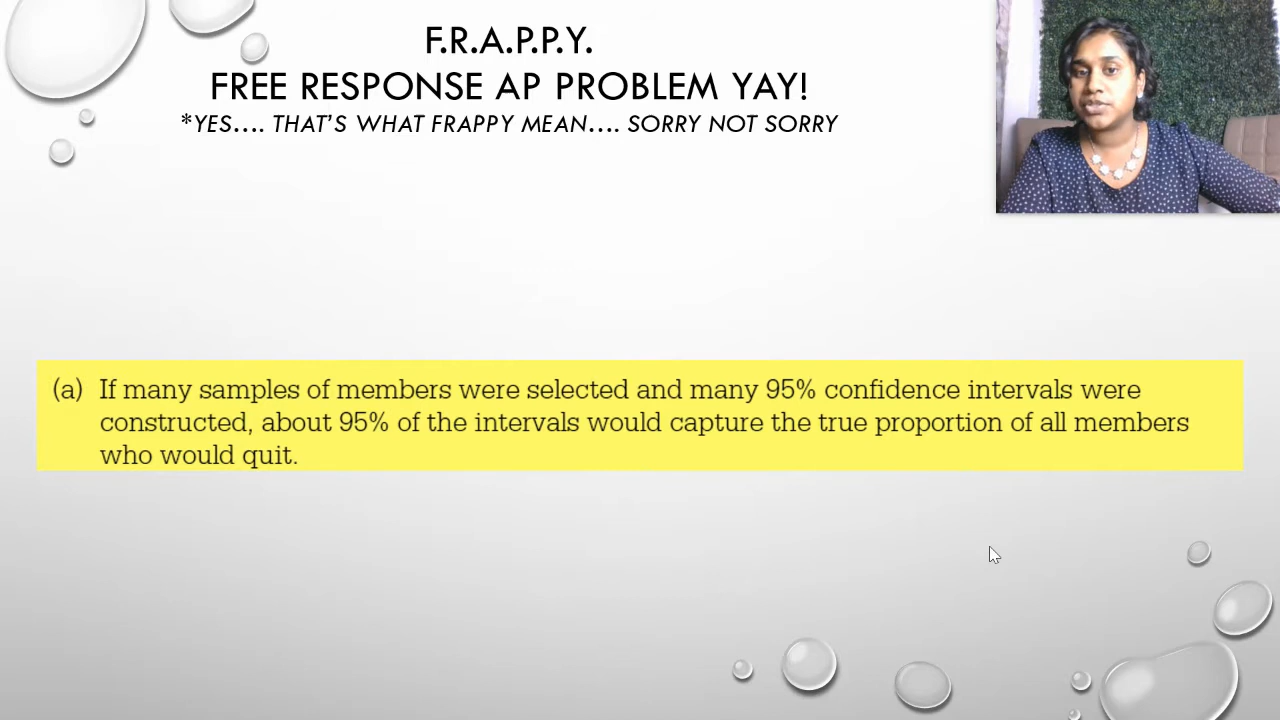 F.R.A.P.P.Y.
FREE RESPONSE AP PROBLEM YAY!
*YES.... THAT'S WHAT FRAPPY MEAN.... SORRY NOT SORRY
(a) If many samples of members were selected and many 95% confidence intervals were
constructed, about 95% of the intervals would capture the true proportion of all members
who would quit.